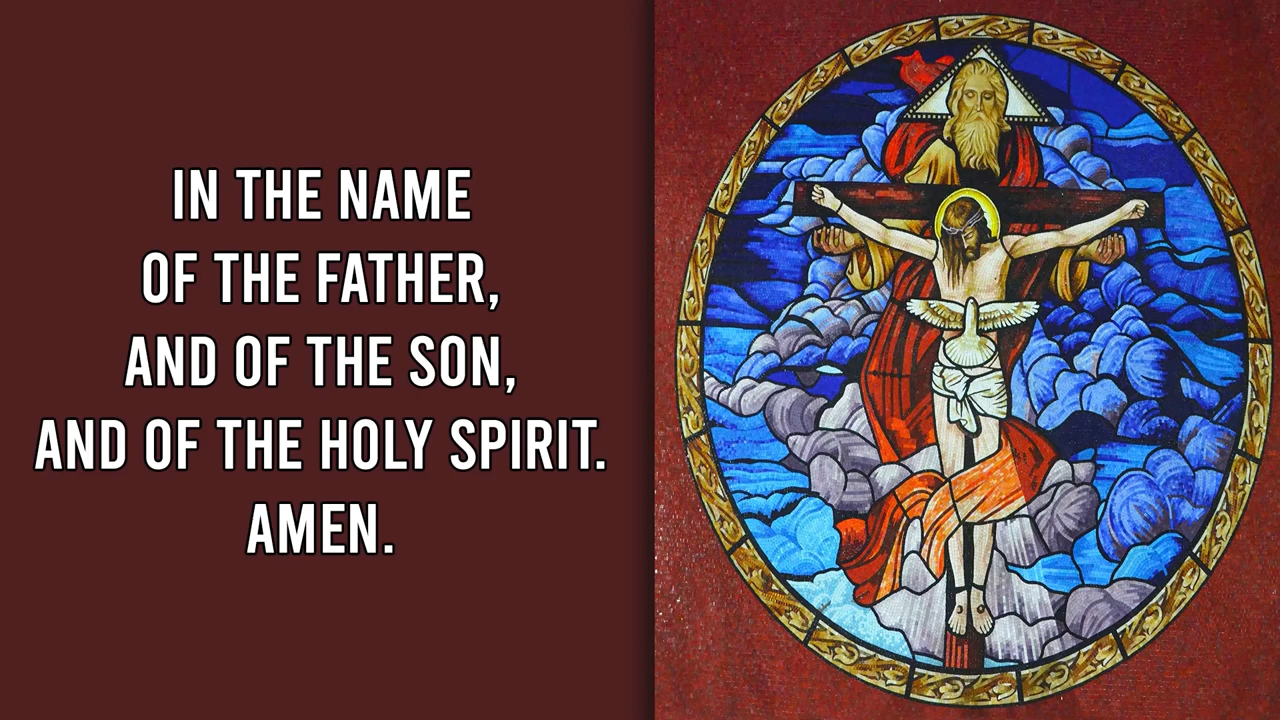 IN THE NAME
OF THE FATHER,
AND OF THE SON,
AND OF THE HOLY SPIRIT.
AMEN.